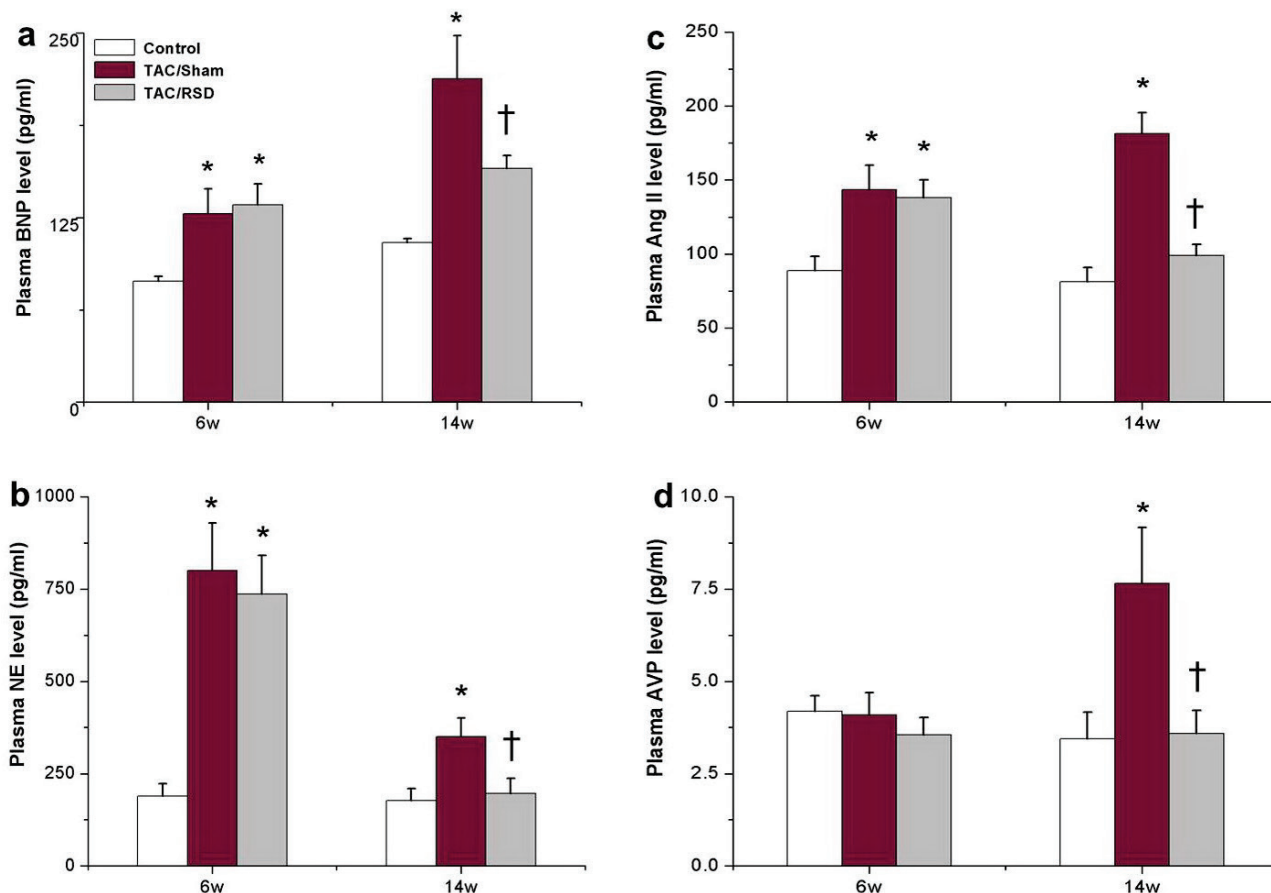 a
Plasma BNP level (pg/ml)
250
125
0
Control
TAC/Sham
TAC/RSD
*
*
*
†
6w
14w
c
Plasma Ang II level (pg/ml)
250
200
150
100
50
0
*
*
*
†
6w
14w
b
Plasma NE level (pg/ml)
1000
750
500
250
0
*
*
*
†
6w
14w
d
Plasma AVP level (pg/ml)
10.0
7.5
5.0
2.5
0.0
*
†
6w
14w